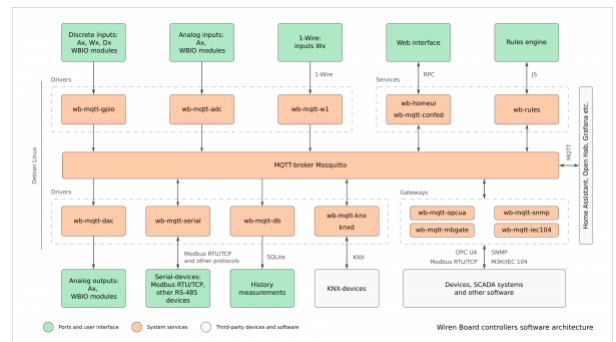 Discrete inputs:
Ax, Wx, Dx
WBIO modules
Analog inputs:
Ax,
WBIO modules
1-Wire:
inputs Wx
Web interface
Rules engine
1-Wire
RPC
JS
Drivers
Services
wb-mqtt-gpio
wb-mqtt-adc
wb-mqtt-w1
wb-homeui
wb-mqtt-confed
wb-rules
Debian Linux
MQTT-broker Mosquitto
MQTT
Home Assistant, Open Hab, Grafana etc.
Drivers
Gateways
wb-mqtt-dac
wb-mqtt-serial
wb-mqtt-db
wb-mqtt-knx
knxd
wb-mqtt-opcua
wb-mqtt-snmp
wb-mqtt-mbgate
wb-mqtt-iec104
Modbus RTU/TCP
and other protocols
SQLite
KNX
OPC UA
Modbus RTU/TCP
SNMP
МЭК/IEC 104
Analog outputs:
Ax,
WBIO modules
Serial-devices:
Modbus RTU/TCP,
other RS-485
devices
History
measurements
KNX-devices
Devices, SCADA systems
and other software
Ports and user interface
System services
Third-party devices and software
Wiren Board controllers software architecture